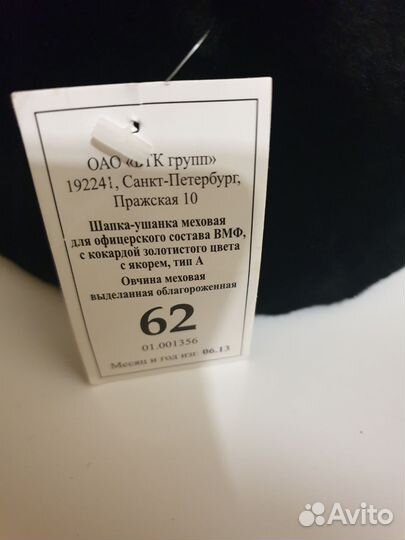 ОАО «БТК групп»
192241, Санкт-Петербург,
Пражская 10
Шапка-ушанка меховая
для офицерского состава ВМФ,
с кокардой золотистого цвета
с якорем, тип А
Овчина меховая
выделанная облагороженная
62
01.001356
Месяц и год изг. 06.13
Avito